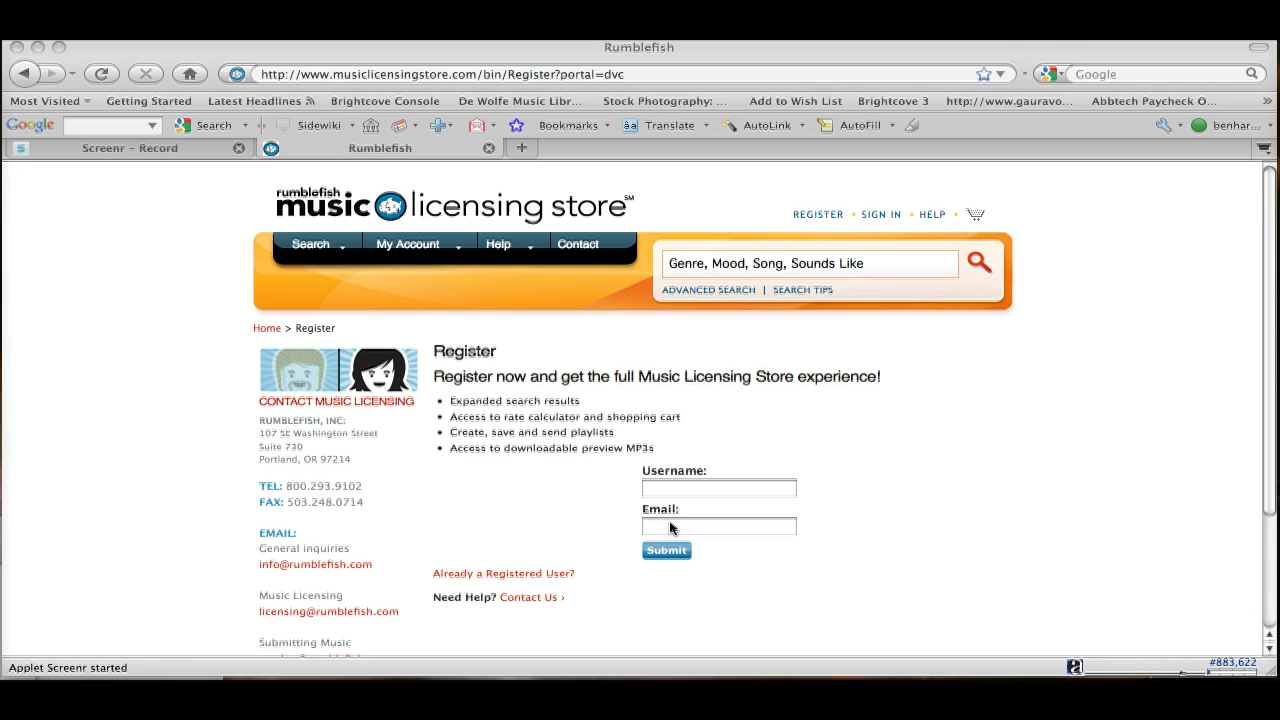 Rumblefish
http://www.musiclicensingstore.com/bin/Register?portal=dvc
Google
Most Visited
Getting Started
Latest Headlines
Brightcove Console
De Wolfe Music Libr...
Stock Photography: ...
Add to Wish List
Brightcove 3
http://www.gauravo...
Abbtech Paycheck O...
»
Google
Search
Sidewiki
Bookmarks
Translate
AutoLink
AutoFill
benhar...
Screenr - Record
Rumblefish
rumblefish
music licensing store℠
REGISTER • SIGN IN • HELP •
Search
My Account
Help
Contact
Genre, Mood, Song, Sounds Like
ADVANCED SEARCH | SEARCH TIPS
Home > Register
CONTACT MUSIC LICENSING
RUMBLEFISH, INC:
107 SE Washington Street
Suite 730
Portland, OR 97214
TEL: 800.293.9102
FAX: 503.248.0714
EMAIL:
General inquiries
info@rumblefish.com
Music Licensing
licensing@rumblefish.com
Submitting Music
Register
Register now and get the full Music Licensing Store experience!
• Expanded search results
• Access to rate calculator and shopping cart
• Create, save and send playlists
• Access to downloadable preview MP3s
Username:
Email:
Submit
Already a Registered User?
Need Help? Contact Us ›
Applet Screenr started
#883,622